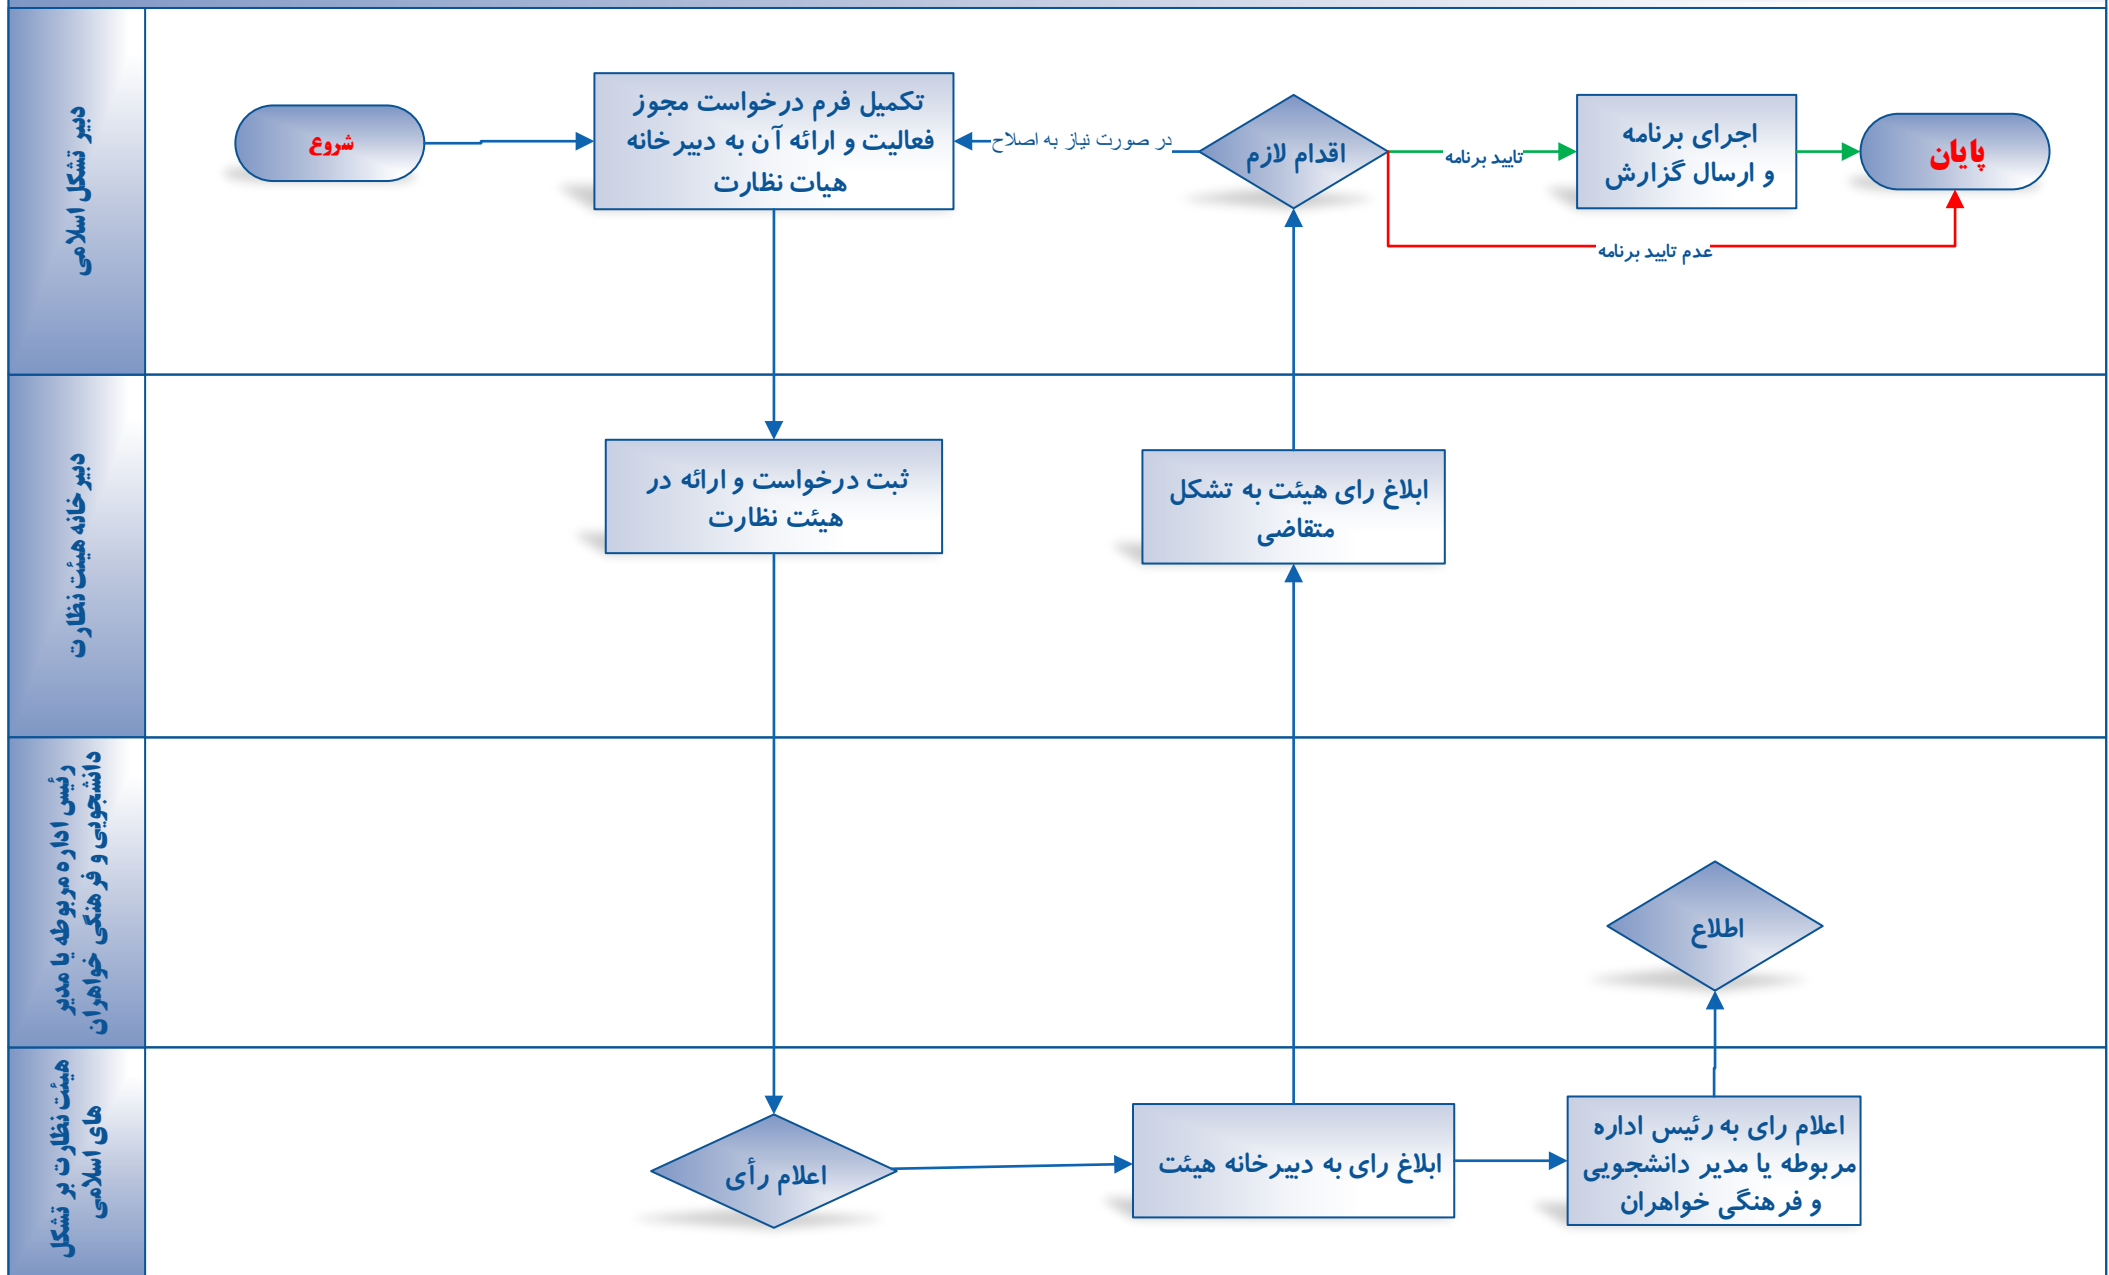 دبیر تشکل اسلامی
شروع
تکمیل فرم درخواست مجوز
فعالیت و ارائه آن به دبیرخانه
هیات نظارت
در صورت نیاز به اصلاح
اقدام لازم
تایید برنامه
عدم تایید برنامه
اجرای برنامه
و ارسال گزارش
پایان
دبیرخانه هیئت نظارت
ثبت درخواست و ارائه در
هیئت نظارت
ابلاغ رای هیئت به تشکل
متقاضی
رئیس اداره مربوطه یا مدیر
دانشجویی و فرهنگی خواهران
اطلاع
هیئت نظارت بر تشکل
های اسلامی
اعلام رأی
ابلاغ رای به دبیرخانه هیئت
اعلام رای به رئیس اداره
مربوطه یا مدیر دانشجویی
و فرهنگی خواهران